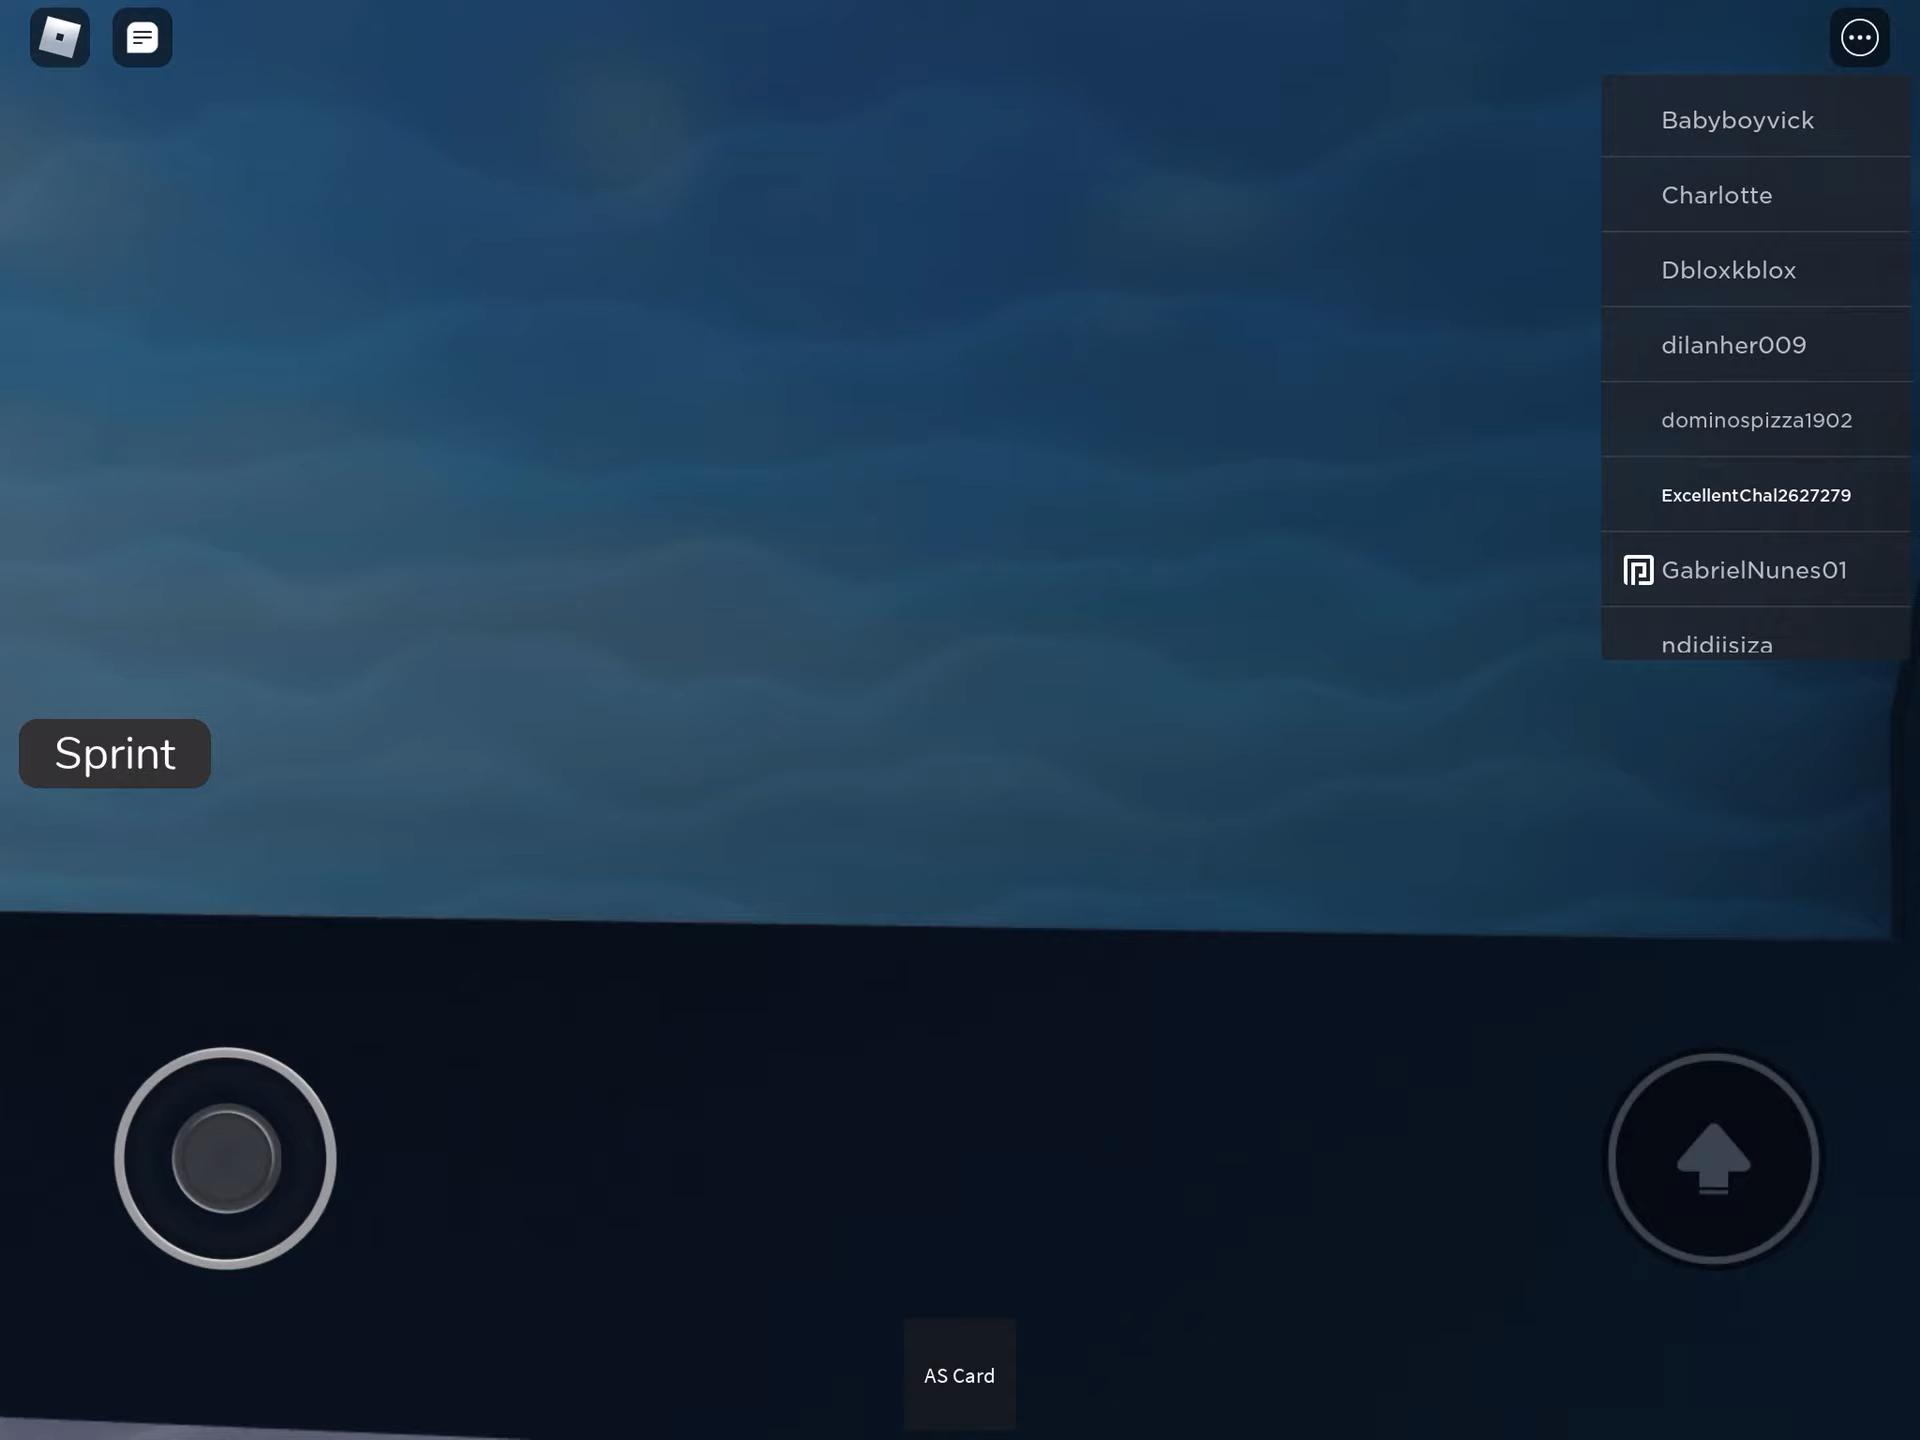 Babyboyvick
Charlotte
Dbloxkblox
dilanher009
dominospizza1902
ExcellentChal2627279
GabrielNunes01
ndidiisiza
Sprint
AS Card